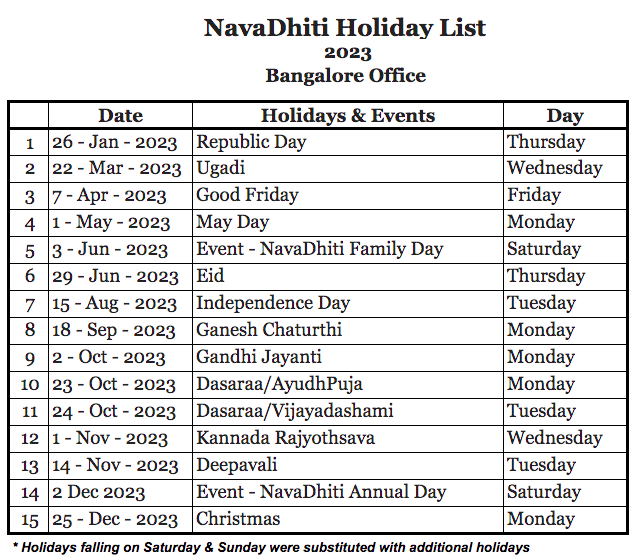 NavaDhiti Holiday List
2023
Bangalore Office
Date Holidays & Events Day
1 26 - Jan - 2023 Republic Day Thursday
2 22 - Mar - 2023 Ugadi Wednesday
3 7 - Apr - 2023 Good Friday Friday
4 1 - May - 2023 May Day Monday
5 3 - Jun - 2023 Event - NavaDhiti Family Day Saturday
6 29 - Jun - 2023 Eid Thursday
7 15 - Aug - 2023 Independence Day Tuesday
8 18 - Sep - 2023 Ganesh Chaturthi Monday
9 2 - Oct - 2023 Gandhi Jayanti Monday
10 23 - Oct - 2023 Dasaraa/AyudhPuja Monday
11 24 - Oct - 2023 Dasaraa/Vijayadashami Tuesday
12 1 - Nov - 2023 Kannada Rajyothsava Wednesday
13 14 - Nov - 2023 Deepavali Tuesday
14 2 Dec 2023 Event - NavaDhiti Annual Day Saturday
15 25 - Dec - 2023 Christmas Monday
* Holidays falling on Saturday & Sunday were substituted with additional holidays